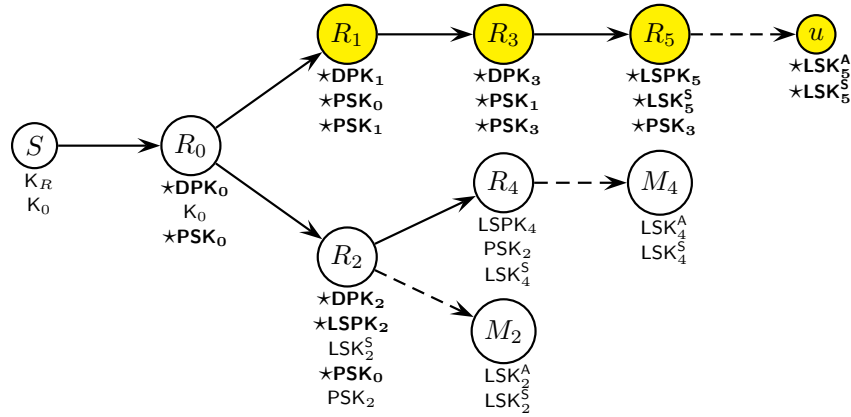 R₁
R₃
R₅
u
⋆DPK₁
⋆PSK₀
⋆PSK₁
⋆DPK₃
⋆PSK₁
⋆PSK₃
⋆LSPK₅
⋆LSK₅ˢ
⋆PSK₃
⋆LSK₅ᴬ
⋆LSK₅ˢ
S
K_R
K₀
R₀
⋆DPK₀
K₀
⋆PSK₀
R₄
LSPK₄
PSK₂
LSK₄ˢ
M₄
LSK₄ᴬ
LSK₄ˢ
R₂
⋆DPK₂
⋆LSPK₂
LSK₂ˢ
⋆PSK₀
PSK₂
M₂
LSK₂ᴬ
LSK₂ˢ